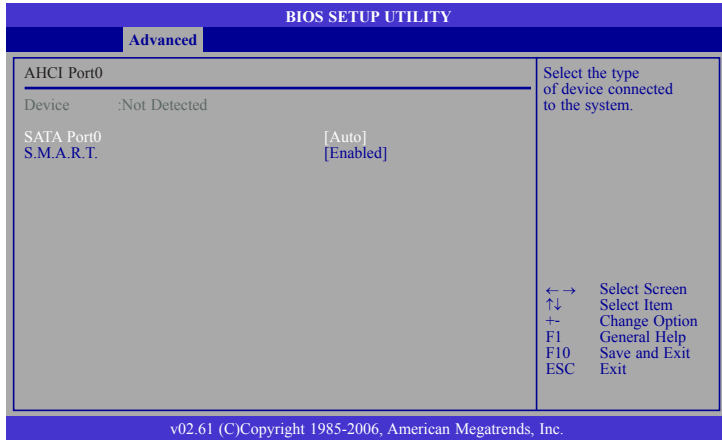 BIOS SETUP UTILITY
Advanced
AHCI Port0
Device :Not Detected
SATA Port0 [Auto]
S.M.A.R.T. [Enabled]
Select the type
of device connected
to the system.
←→ Select Screen
↑↓ Select Item
+- Change Option
F1 General Help
F10 Save and Exit
ESC Exit
v02.61 (C)Copyright 1985-2006, American Megatrends, Inc.